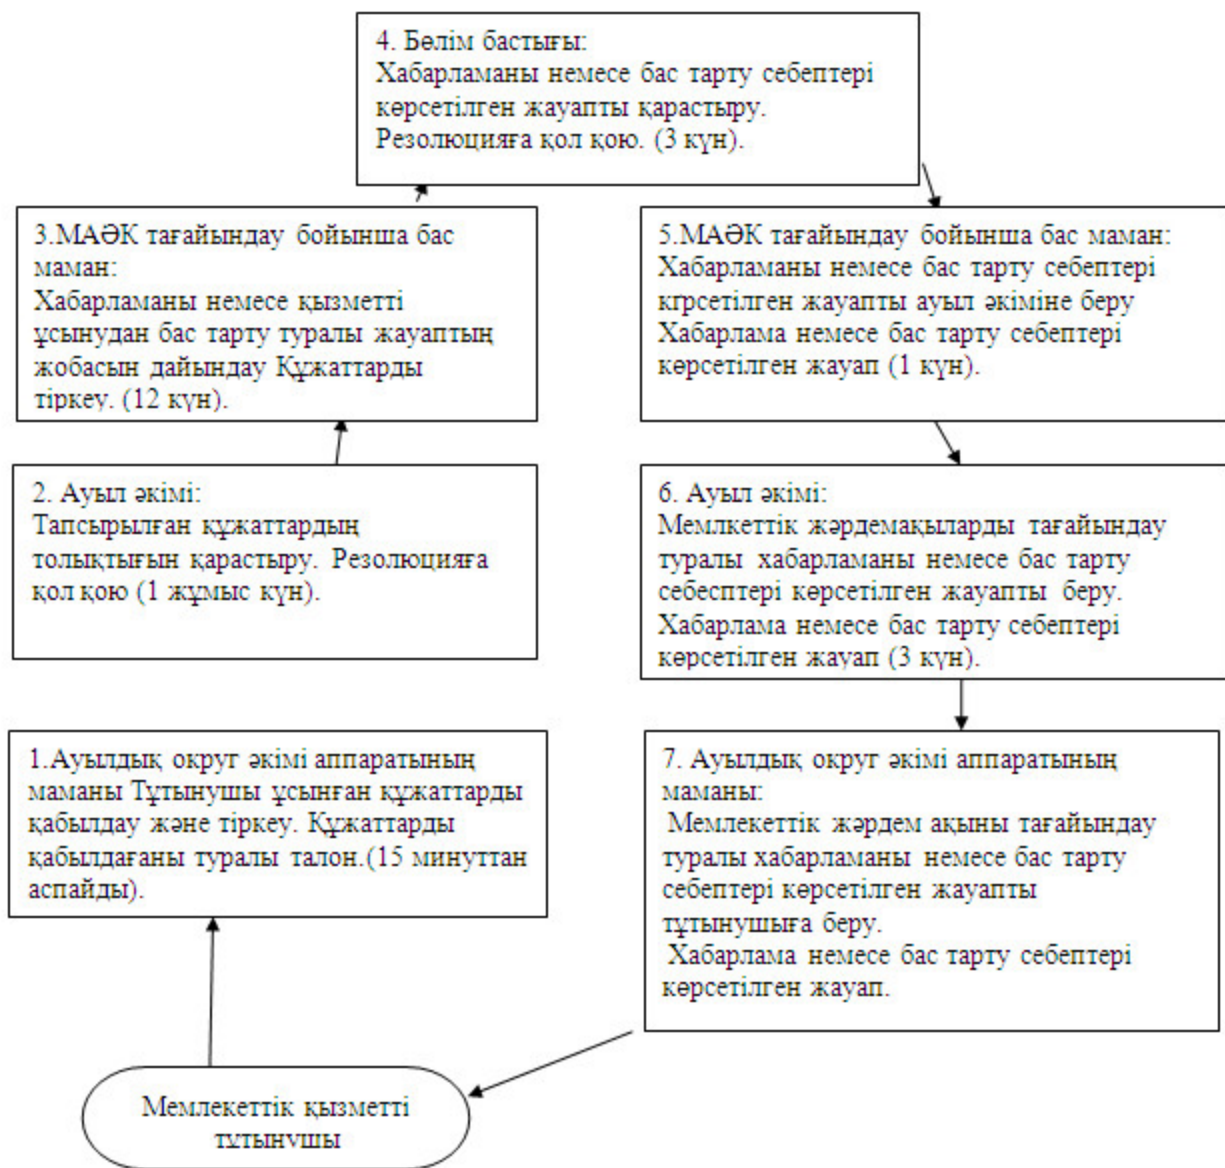 4. Бөлім бастығы:
Хабарламаны немесе бас тарту себептері
көрсетілген жауапты қарастыру.
Резолюцияға қол қою. (3 күн).
3.МАӘК тағайындау бойынша бас
маман:
Хабарламаны немесе қызметті
ұсынудан бас тарту туралы жауаптың
жобасын дайындау Құжаттарды
тіркеу. (12 күн).
5.МАӘК тағайындау бойынша бас маман:
Хабарламаны немесе бас тарту себептері
кгрсетілген жауапты ауыл әкіміне беру
Хабарлама немесе бас тарту себептері
көрсетілген жауап (1 күн).
2. Ауыл әкімі:
Тапсырылған құжаттардың
толықтығын қарастыру. Резолюцияға
қол қою (1 жұмыс күн).
6. Ауыл әкімі:
Мемлкеттік жәрдемақыларды тағайындау
туралы хабарламаны немесе бас тарту
себесптері көрсетілген жауапты беру.
Хабарлама немесе бас тарту себептері
көрсетілген жауап (3 күн).
1.Ауылдық округ әкімі аппаратының
маманы Тұтынушы ұсынған құжаттарды
қабылдау және тіркеу. Құжаттарды
қабылдағаны туралы талон.(15 минуттан
аспайды).
7. Ауылдық округ әкімі аппаратының
маманы:
Мемлекеттік жәрдем ақыны тағайындау
туралы хабарламаны немесе бас тарту
себептері көрсетілген жауапты
тұтынушыға беру.
Хабарлама немесе бас тарту себептері
көрсетілген жауап.
Мемлекеттік қызметті
тұтынушы